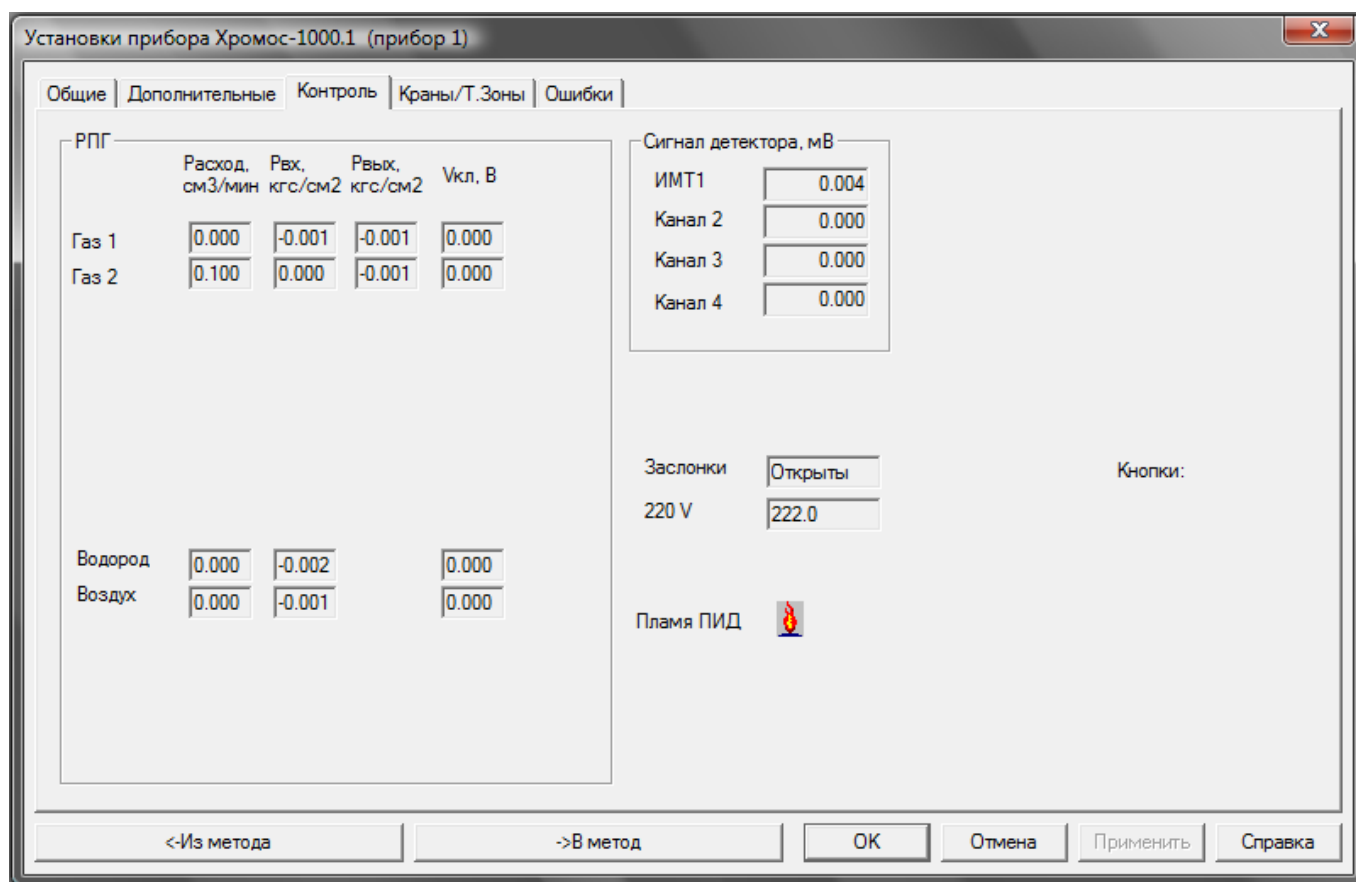 Установки прибора Хромос-1000.1 (прибор 1)
Общие Дополнительные Контроль Краны/Т.Зоны Ошибки
РПГ
Расход, см3/мин Рвх, кгс/см2 Рвых, кгс/см2 Vкл, В
Газ 1 0.000 -0.001 -0.001 0.000
Газ 2 0.100 0.000 -0.001 0.000
Водород 0.000 -0.002 0.000
Воздух 0.000 -0.001 0.000
Сигнал детектора, мВ
ИМТ1 0.004
Канал 2 0.000
Канал 3 0.000
Канал 4 0.000
Заслонки Открыты
Кнопки:
220 V 222.0
Пламя ПИД
<-Из метода ->В метод OK Отмена Применить Справка